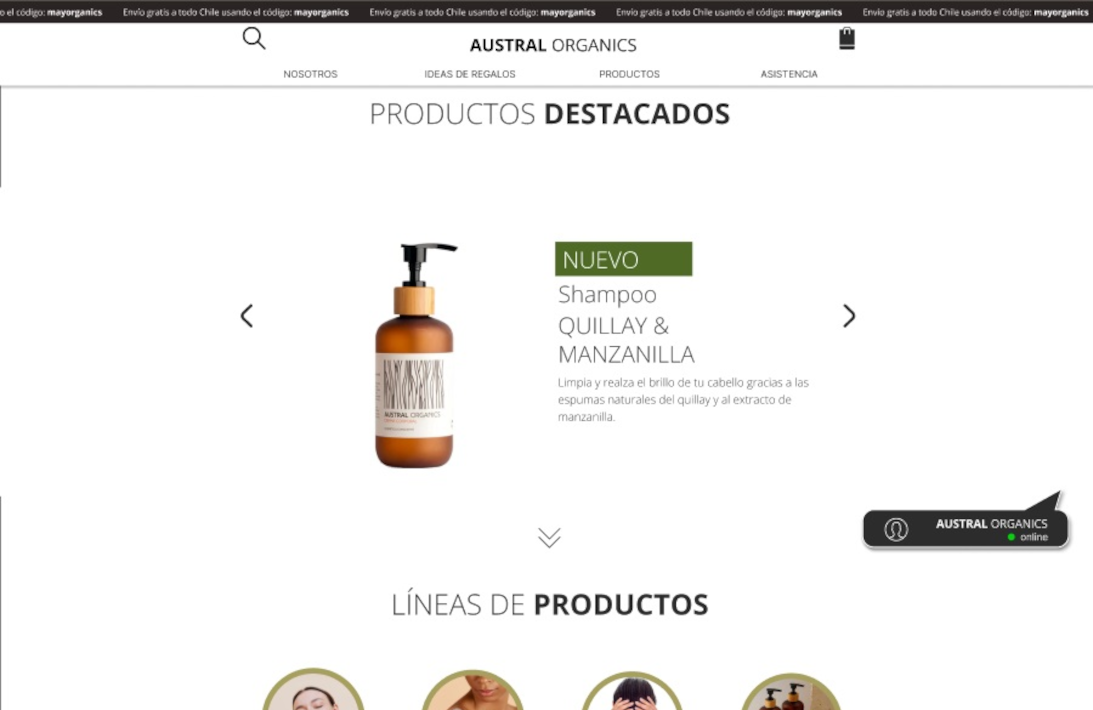 o el código: mayorganics Envío gratis a todo Chile usando el código: mayorganics Envío gratis a todo Chile usando el código: mayorganics Envío gratis a todo Chile usando el código: mayorganics Envío gratis a todo Chile usando el código: mayorganics
AUSTRAL ORGANICS
NOSOTROS IDEAS DE REGALOS PRODUCTOS ASISTENCIA
PRODUCTOS DESTACADOS
NUEVO
Shampoo
QUILLAY &
MANZANILLA
Limpia y realza el brillo de tu cabello gracias a las
espumas naturales del quillay y al extracto de
manzanilla.
AUSTRAL ORGANICS
AUSTRAL ORGANICS
online
LÍNEAS DE PRODUCTOS